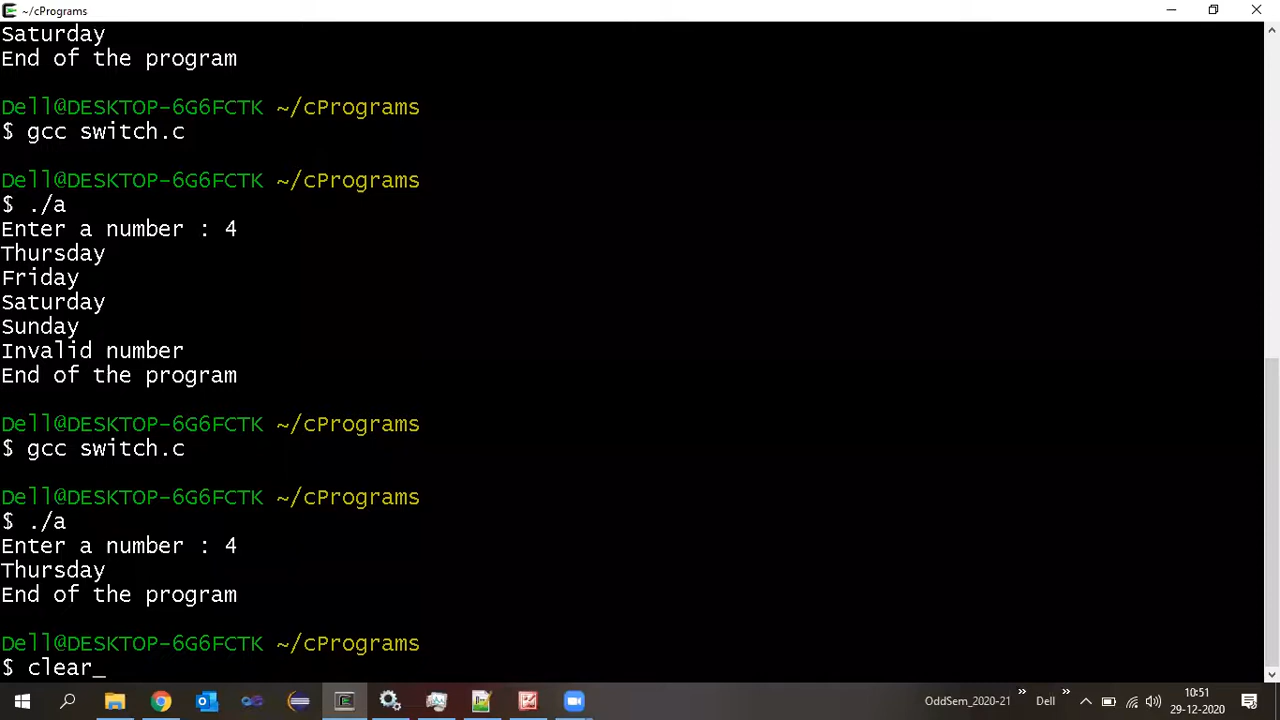 ~/cPrograms
Saturday
End of the program
Dell@DESKTOP-6G6FCTK ~/cPrograms
$ gcc switch.c
Dell@DESKTOP-6G6FCTK ~/cPrograms
$ ./a
Enter a number : 4
Thursday
Friday
Saturday
Sunday
Invalid number
End of the program
Dell@DESKTOP-6G6FCTK ~/cPrograms
$ gcc switch.c
Dell@DESKTOP-6G6FCTK ~/cPrograms
$ ./a
Enter a number : 4
Thursday
End of the program
Dell@DESKTOP-6G6FCTK ~/cPrograms
$ clear_
OddSem_2020-21 » Dell » 10:51
29-12-2020